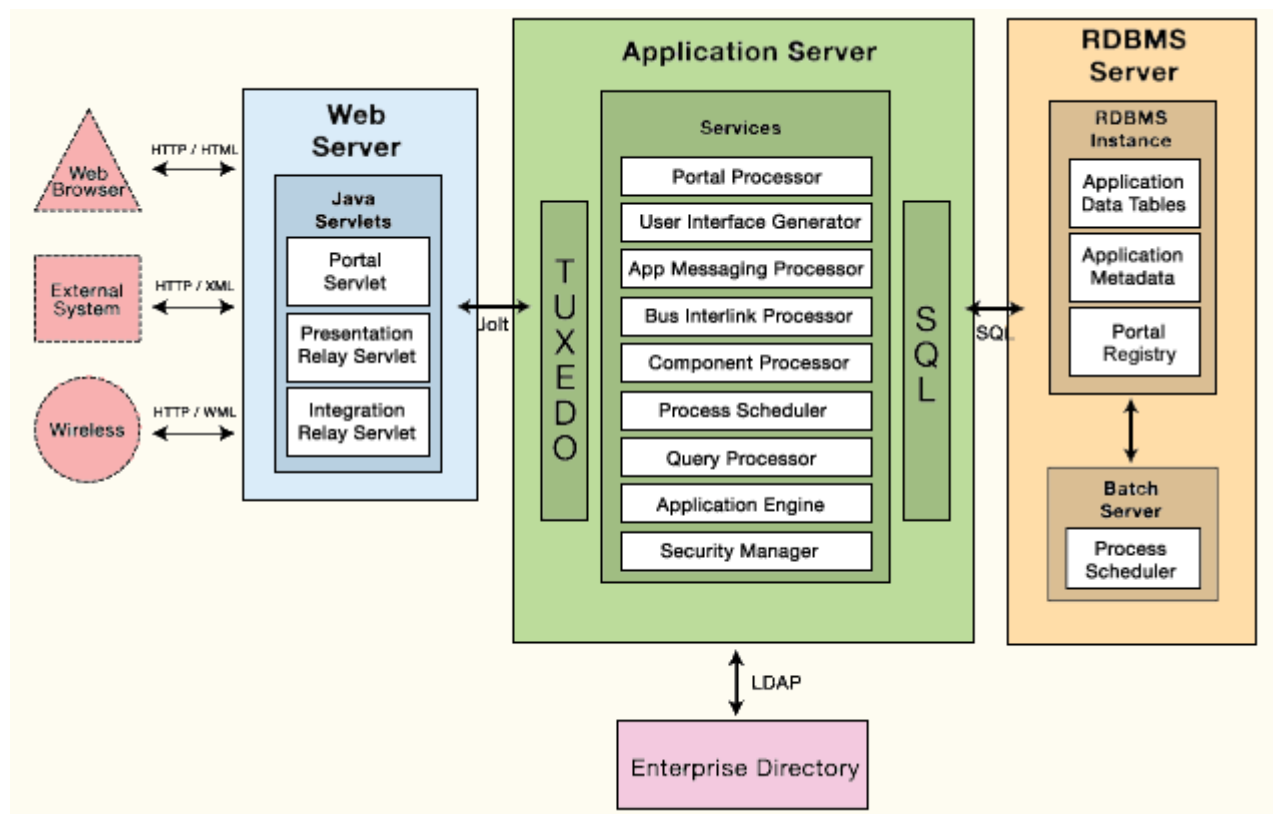 Web
Browser
HTTP / HTML
External
System
HTTP / XML
Wireless
HTTP / WML
Web
Server
Java
Servlets
Portal
Servlet
Presentation
Relay Servlet
Integration
Relay Servlet
Jolt
Application Server
TUXEDO
Services
Portal Processor
User Interface Generator
App Messaging Processor
Bus Interlink Processor
Component Processor
Process Scheduler
Query Processor
Application Engine
Security Manager
SQL
SQL
RDBMS
Server
RDBMS
Instance
Application
Data Tables
Application
Metadata
Portal
Registry
Batch
Server
Process
Scheduler
LDAP
Enterprise Directory